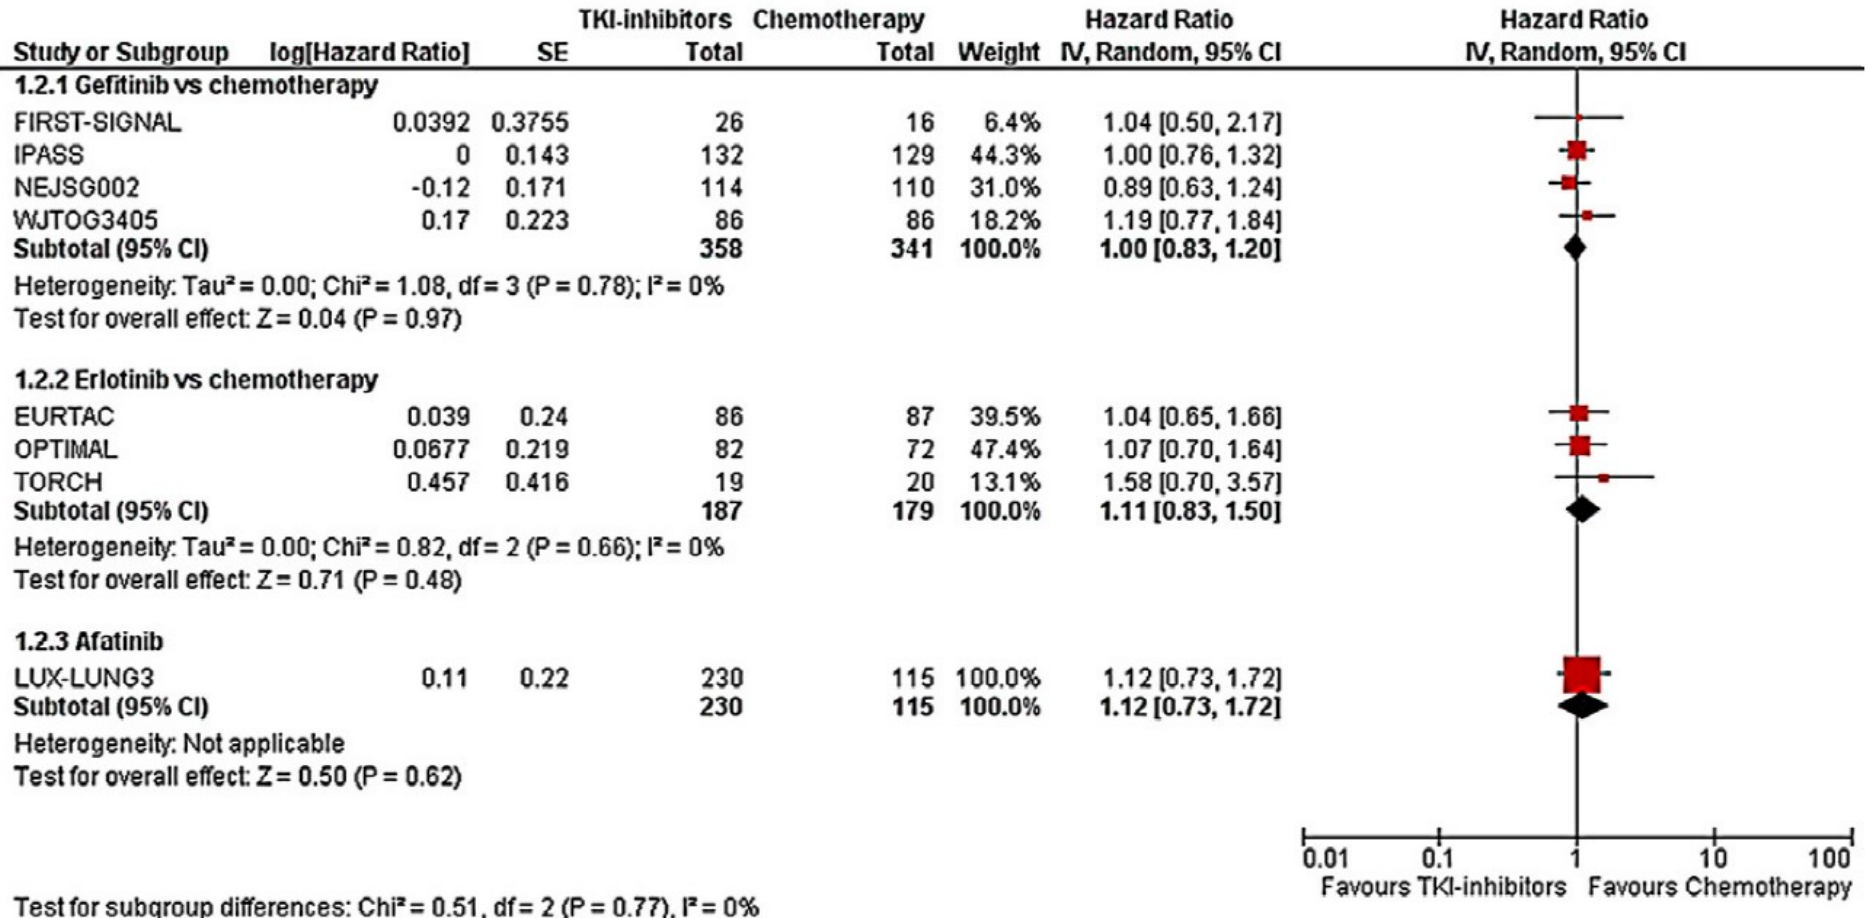 TKI-inhibitors Chemotherapy Hazard Ratio Hazard Ratio
Study or Subgroup log[Hazard Ratio] SE Total Total Weight IV, Random, 95% CI IV, Random, 95% CI
1.2.1 Gefitinib vs chemotherapy
FIRST-SIGNAL 0.0392 0.3755 26 16 6.4% 1.04 [0.50, 2.17]
IPASS 0 0.143 132 129 44.3% 1.00 [0.76, 1.32]
NEJSG002 -0.12 0.171 114 110 31.0% 0.89 [0.63, 1.24]
WJTOG3405 0.17 0.223 86 86 18.2% 1.19 [0.77, 1.84]
Subtotal (95% CI) 358 341 100.0% 1.00 [0.83, 1.20]
Heterogeneity: Tau² = 0.00; Chi² = 1.08, df = 3 (P = 0.78); I² = 0%
Test for overall effect: Z = 0.04 (P = 0.97)
1.2.2 Erlotinib vs chemotherapy
EURTAC 0.039 0.24 86 87 39.5% 1.04 [0.65, 1.66]
OPTIMAL 0.0677 0.219 82 72 47.4% 1.07 [0.70, 1.64]
TORCH 0.457 0.416 19 20 13.1% 1.58 [0.70, 3.57]
Subtotal (95% CI) 187 179 100.0% 1.11 [0.83, 1.50]
Heterogeneity: Tau² = 0.00; Chi² = 0.82, df = 2 (P = 0.66); I² = 0%
Test for overall effect: Z = 0.71 (P = 0.48)
1.2.3 Afatinib
LUX-LUNG3 0.11 0.22 230 115 100.0% 1.12 [0.73, 1.72]
Subtotal (95% CI) 230 115 100.0% 1.12 [0.73, 1.72]
Heterogeneity: Not applicable
Test for overall effect: Z = 0.50 (P = 0.62)
0.01 0.1 1 10 100
Favours TKI-inhibitors Favours Chemotherapy
Test for subgroup differences: Chi² = 0.51, df = 2 (P = 0.77), I² = 0%